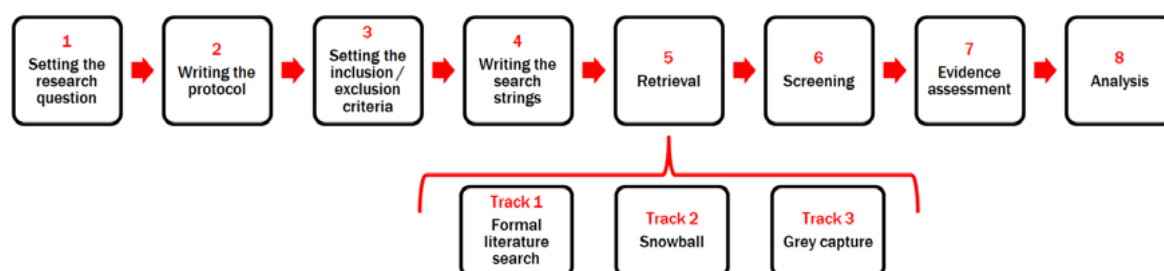 1
Setting the
research
question
2
Writing the
protocol
3
Setting the
inclusion /
exclusion
criteria
4
Writing the
search
strings
5
Retrieval
6
Screening
7
Evidence
assessment
8
Analysis
Track 1
Formal
literature
search
Track 2
Snowball
Track 3
Grey capture